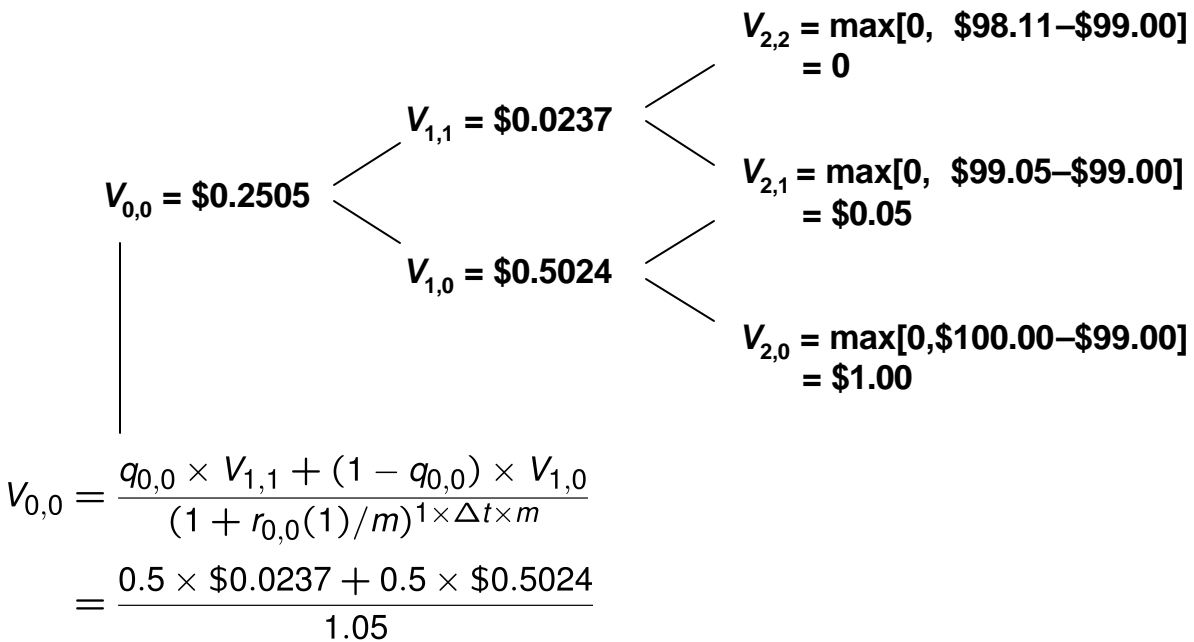 V2,2 = max[0, $98.11–$99.00]
= 0
V1,1 = $0.0237
V2,1 = max[0, $99.05–$99.00]
= $0.05
V0,0 = $0.2505
V1,0 = $0.5024
V2,0 = max[0,$100.00–$99.00]
= $1.00
V0,0 = q0,0 × V1,1 + (1 − q0,0) × V1,0 / (1 + r0,0(1)/m)^1×Δt×m
= 0.5 × $0.0237 + 0.5 × $0.5024 / 1.05